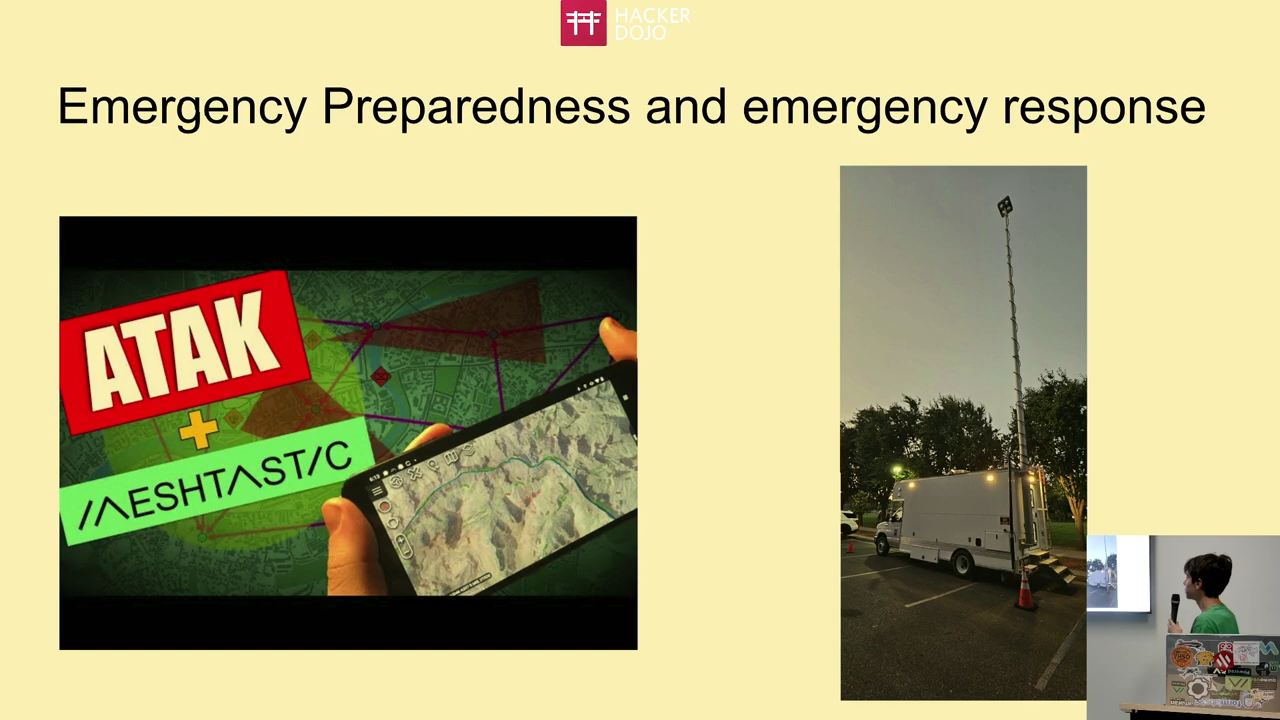 HACKER
DOJO
Emergency Preparedness and emergency response
ATAK
+
MESHTASTIC